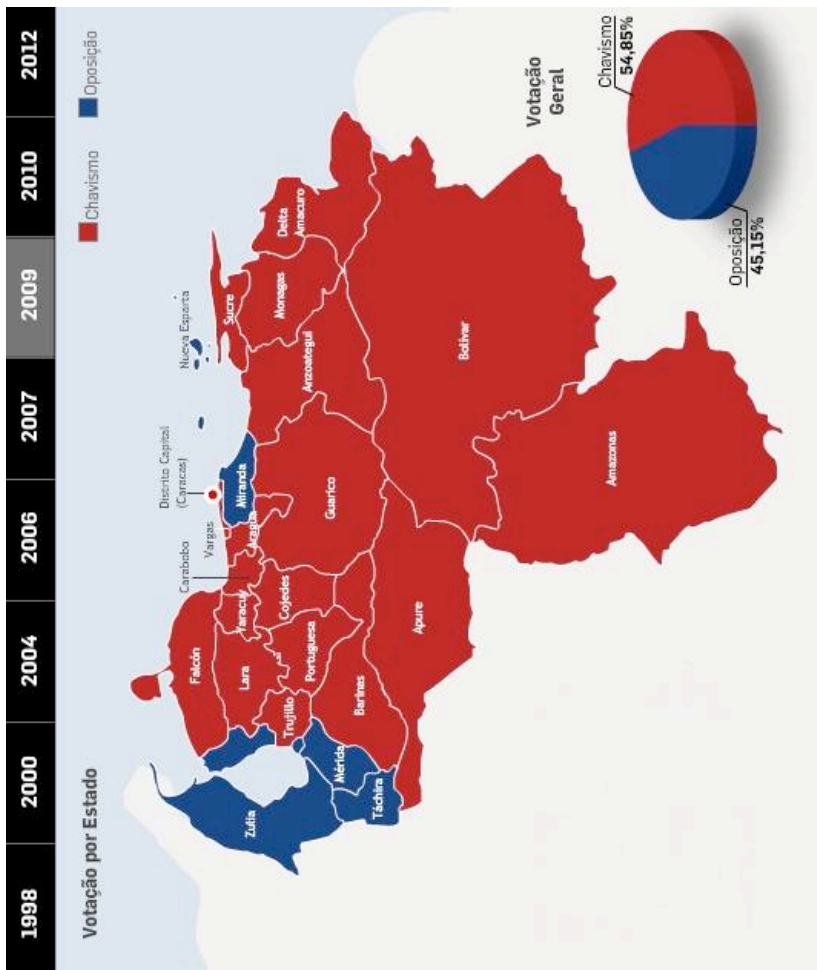 1998
2000
2004
2006
2007
2009
2010
2012
Votação por Estado
Chavismo
Oposição
Carabobo
Vargas
Distrito Capital
(Caracas)
Nueva Esparta
Zulia
Falcón
Lara
Yaracuy
Aragua
Miranda
Sucre
Trujillo
Mérida
Táchira
Portuguesa
Cojedes
Guarico
Anzoategui
Monagas
Delta
Amacuro
Barinas
Apure
Bolívar
Amazonas
Votação
Geral
Chavismo
54,85%
Oposição
45,15%